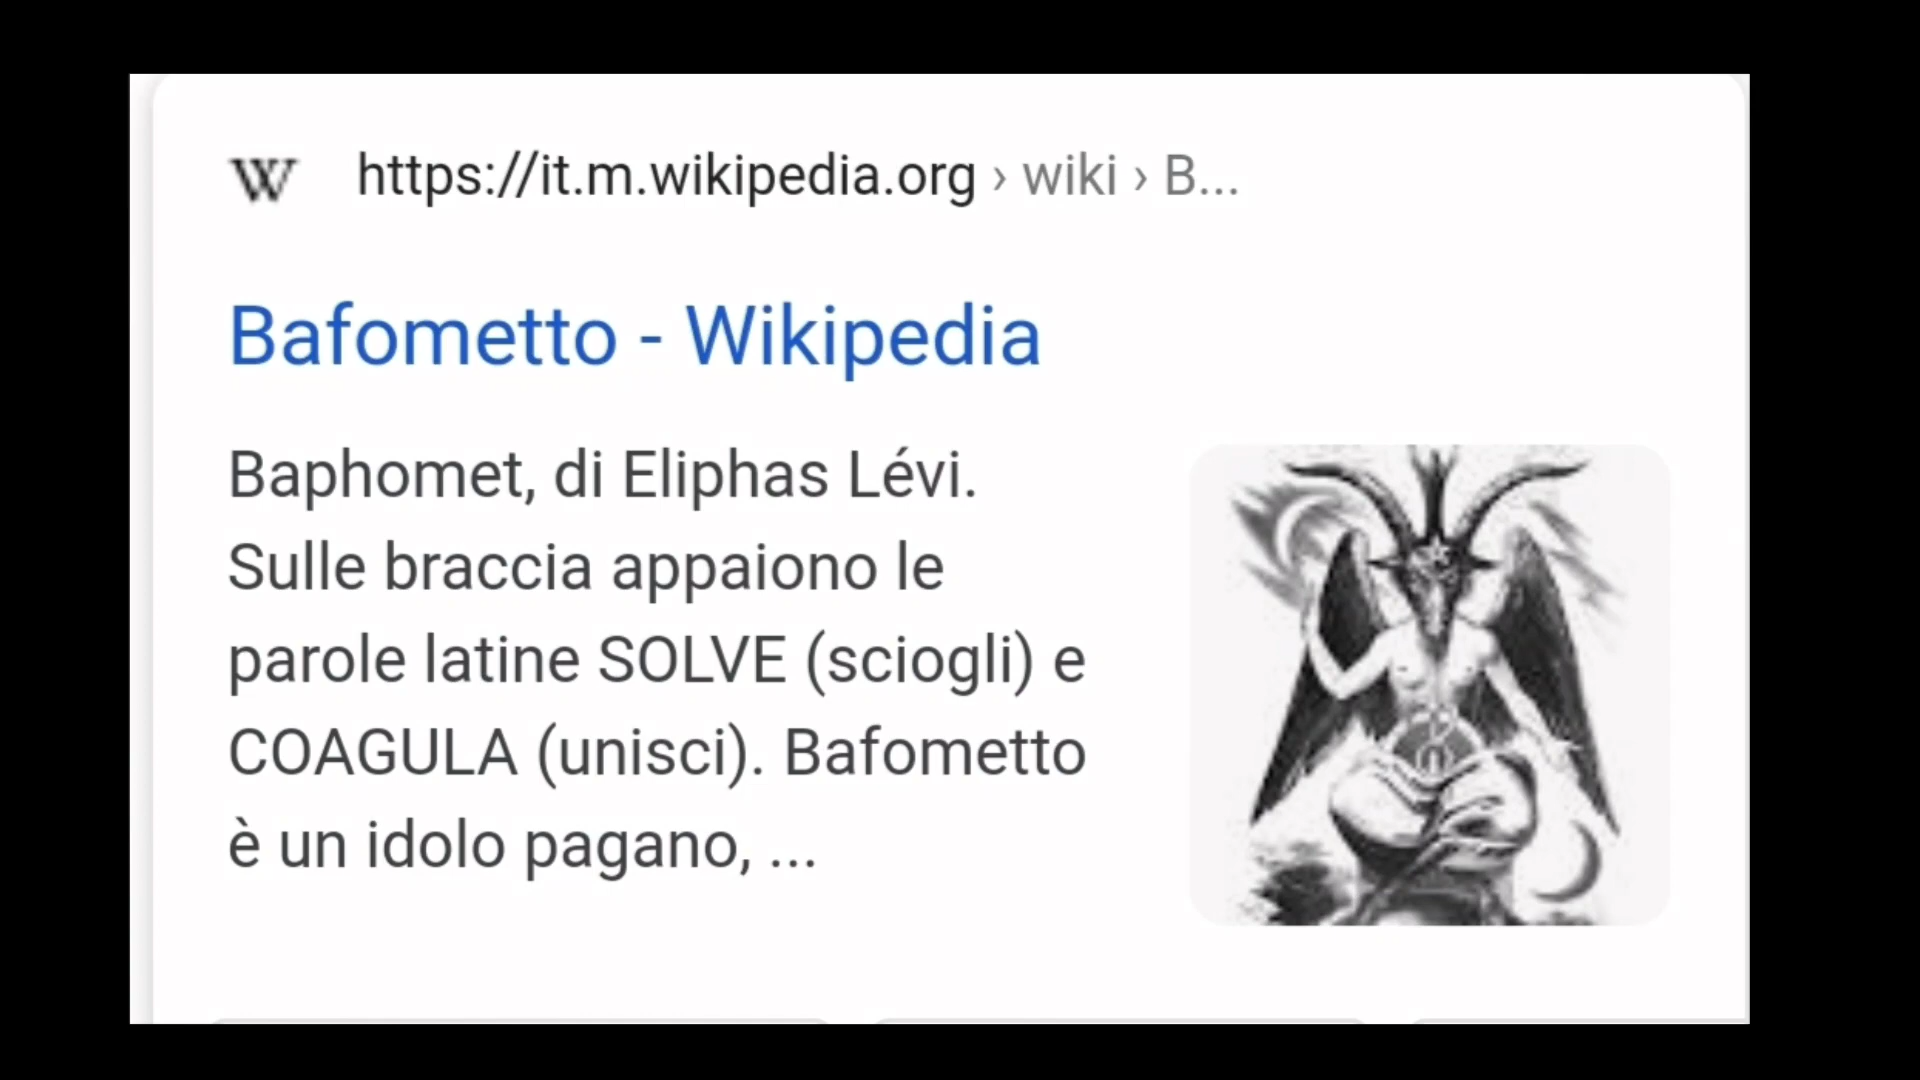 W https://it.m.wikipedia.org › wiki › B...
Bafometto - Wikipedia
Baphomet, di Eliphas Lévi.
Sulle braccia appaiono le
parole latine SOLVE (sciogli) e
COAGULA (unisci). Bafometto
è un idolo pagano, ...